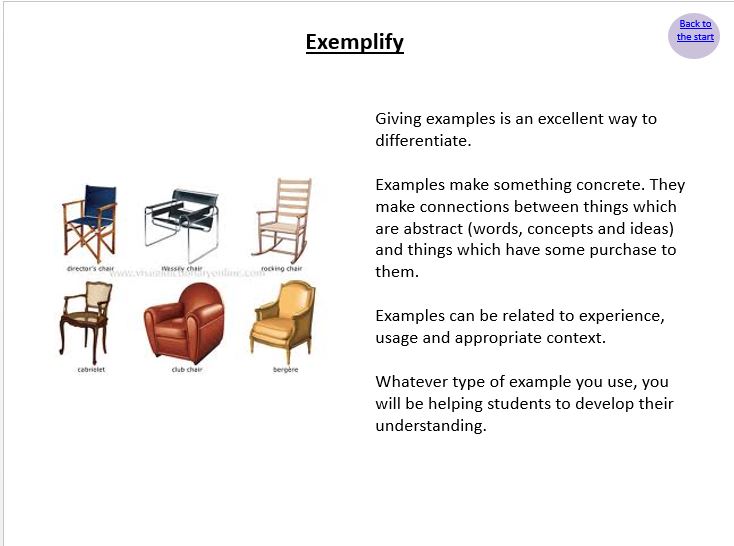 Exemplify
Back to
the start
Giving examples is an excellent way to
differentiate.
Examples make something concrete. They
make connections between things which
are abstract (words, concepts and ideas)
and things which have some purchase to
them.
Examples can be related to experience,
usage and appropriate context.
Whatever type of example you use, you
will be helping students to develop their
understanding.
director's chair Wassily chair rocking chair
cabriolet club chair bergère